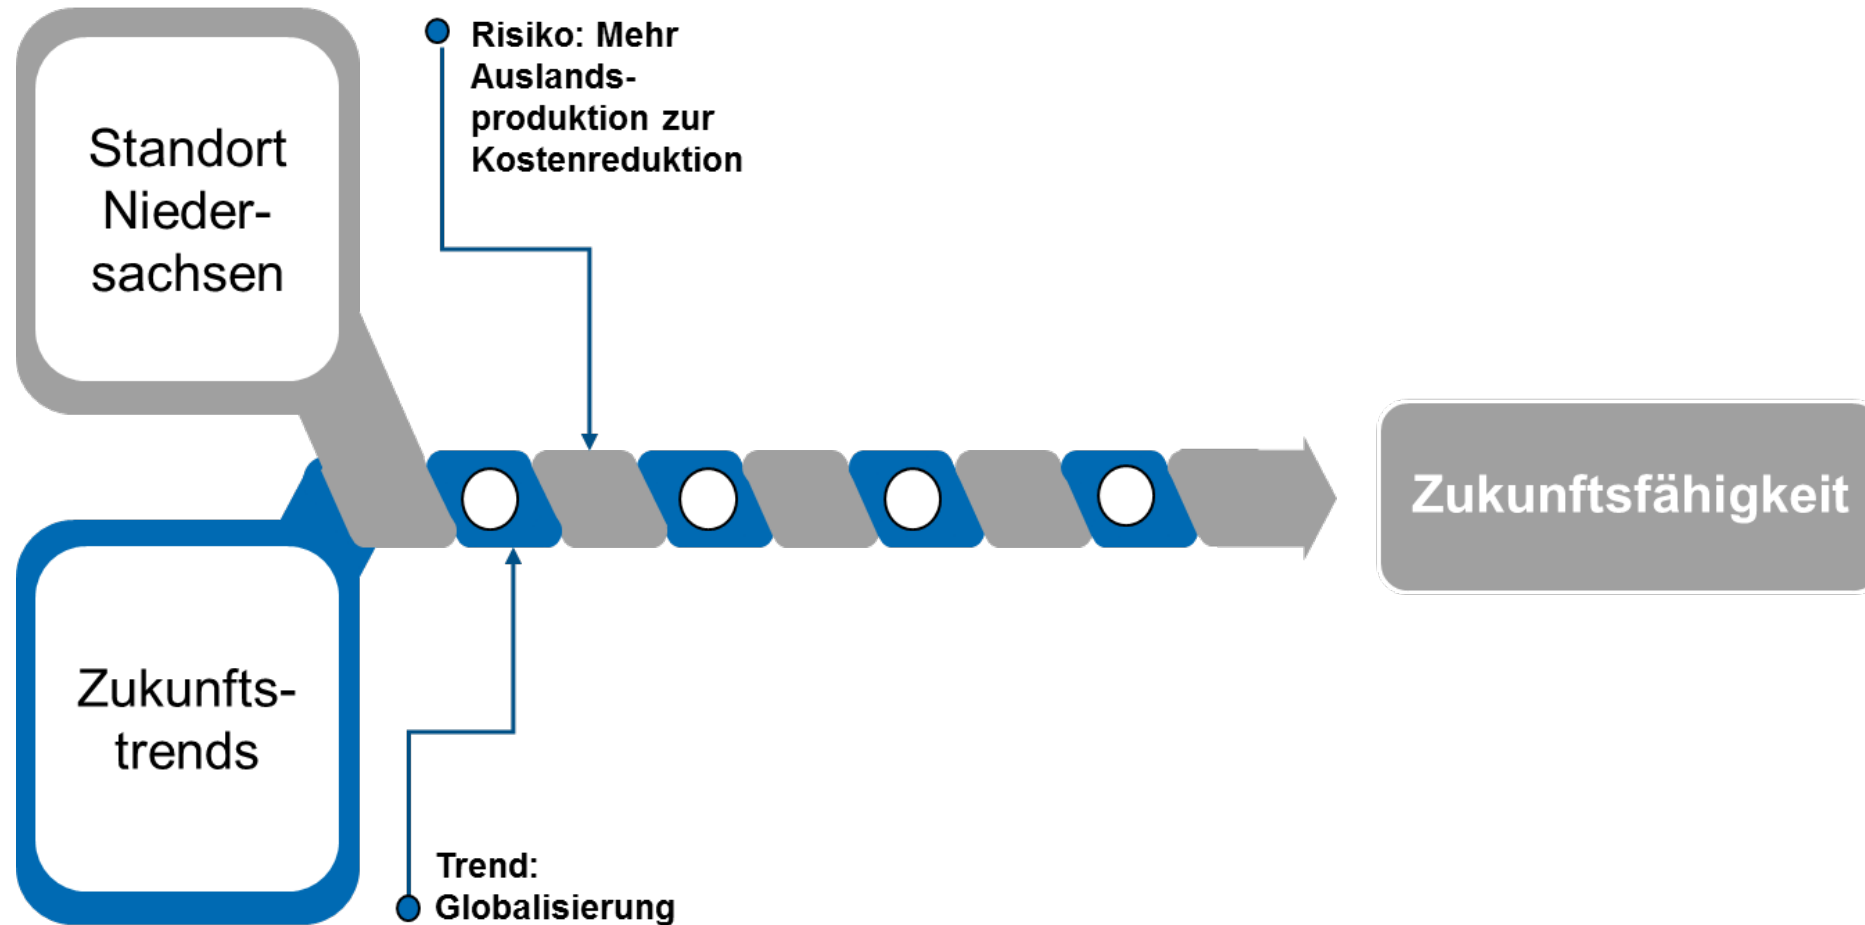 Standort
Nieder-
sachsen
Risiko: Mehr
Auslands-
produktion zur
Kostenreduktion
Zukunftsfähigkeit
Zukunfts-
trends
Trend:
Globalisierung